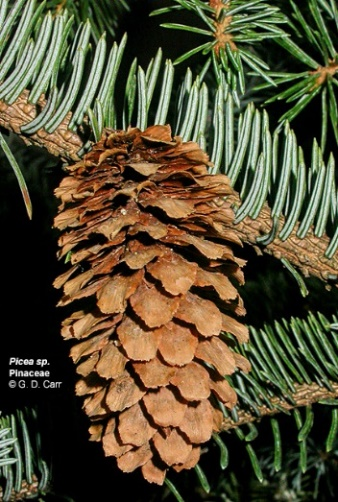 Picea sp.
Pinaceae
© G. D. Carr